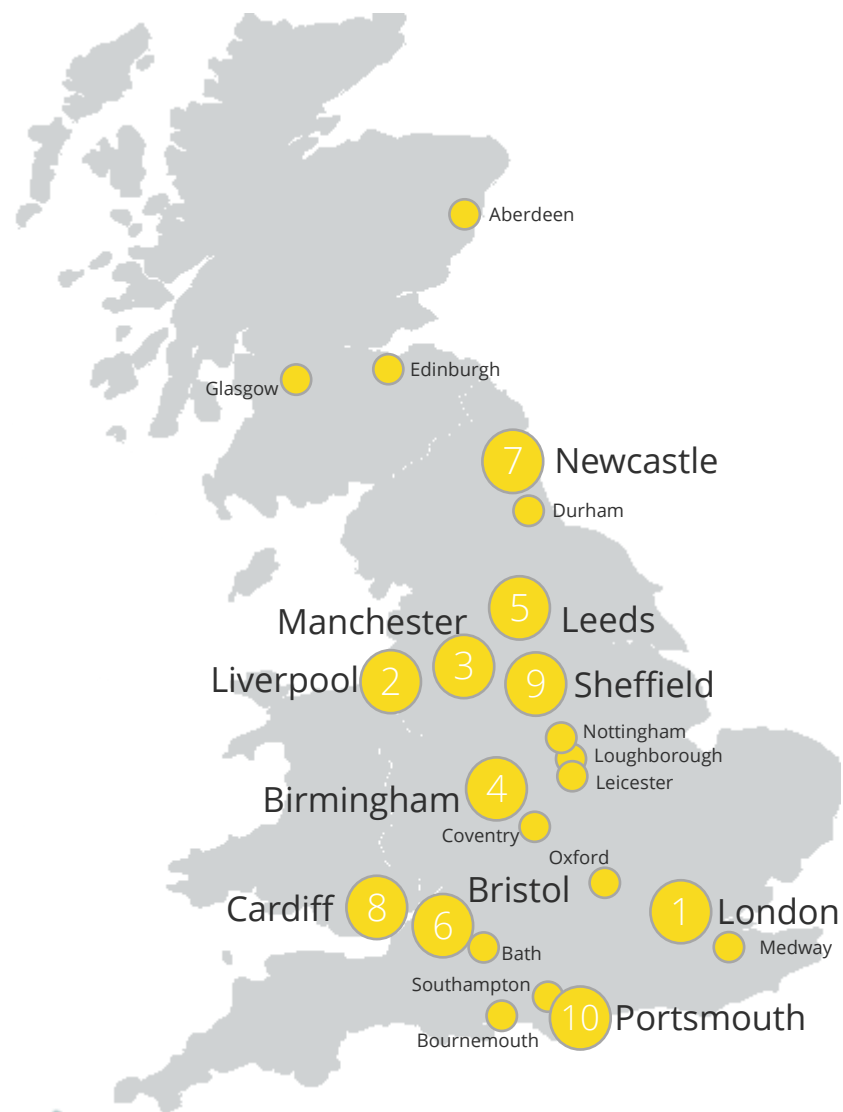 Aberdeen
Edinburgh
Glasgow
7 Newcastle
Durham
5
Manchester
Leeds
3
Liverpool 2
9 Sheffield
Nottingham
Loughborough
Leicester
4
Birmingham
Coventry
Oxford
Bristol
Cardiff 8
1 London
6
Bath
Medway
Southampton
10 Portsmouth
Bournemouth